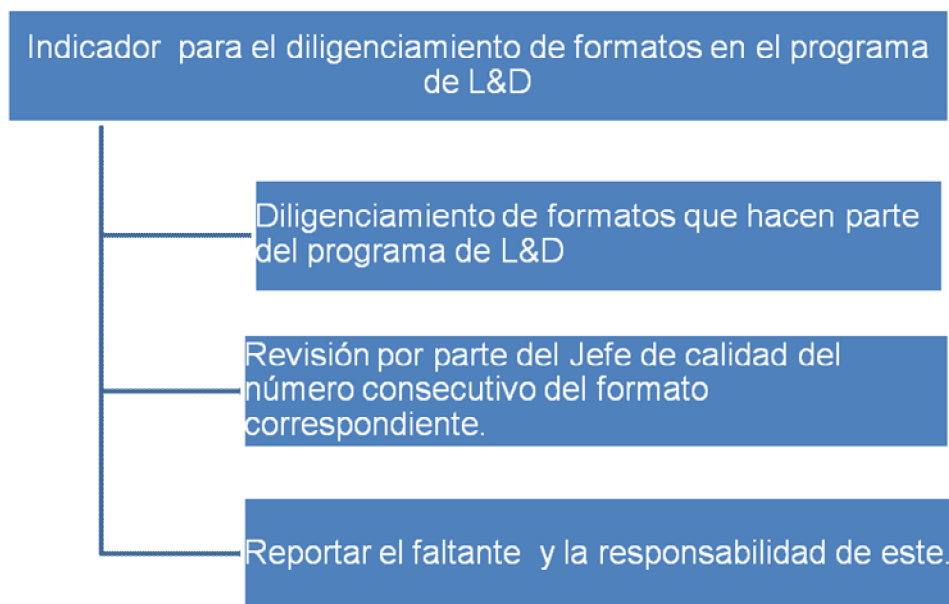 Indicador  para el diligenciamiento de formatos en el programa
de L&D
Diligenciamiento de formatos que hacen parte
del programa de L&D
Revisión por parte del Jefe de calidad del
número consecutivo del formato
correspondiente.
Reportar el faltante  y la responsabilidad de este.